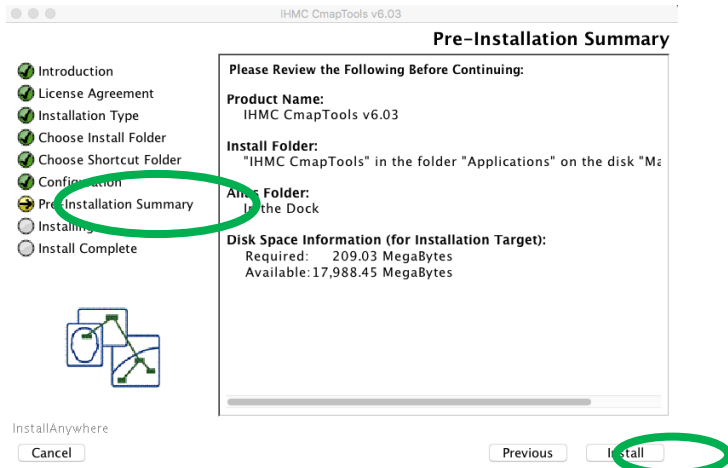 IHMC CmapTools v6.03
Pre-Installation Summary
Introduction
License Agreement
Installation Type
Choose Install Folder
Choose Shortcut Folder
Configuration
Pre-Installation Summary
Installing
Install Complete
Please Review the Following Before Continuing:
Product Name:
IHMC CmapTools v6.03
Install Folder:
"IHMC CmapTools" in the folder "Applications" on the disk "Ma
Alias Folder:
In the Dock
Disk Space Information (for Installation Target):
Required: 209.03 MegaBytes
Available: 17,988.45 MegaBytes
InstallAnywhere
Cancel
Previous
Install